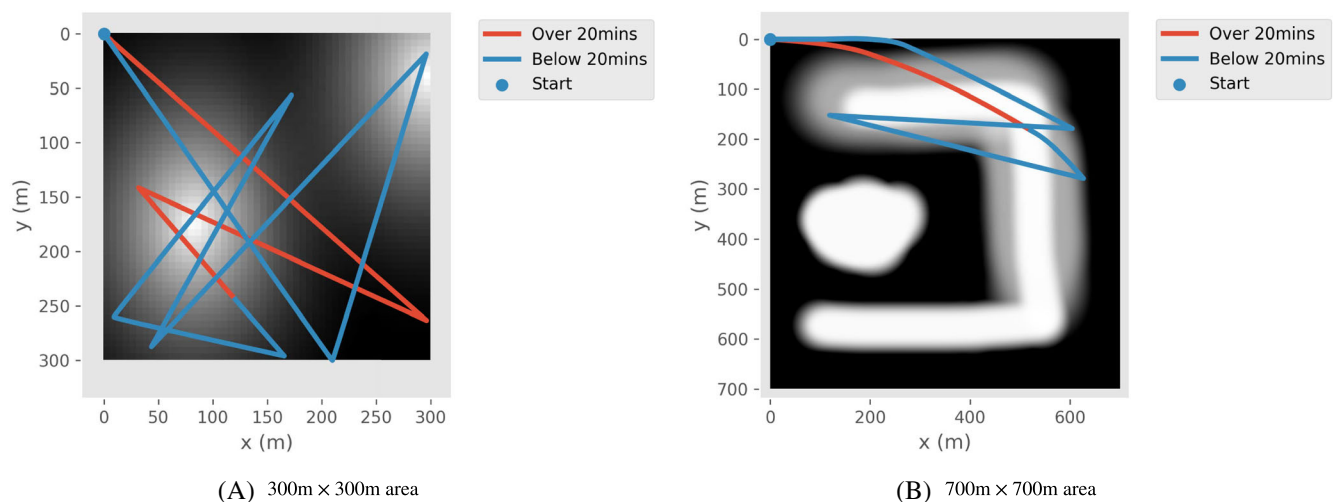 0
50
100
150
200
250
300
y (m)
0 50 100 150 200 250 300
x (m)
Over 20mins
Below 20mins
Start
(A) 300m × 300m area
0
100
200
300
400
500
600
700
y (m)
0 200 400 600
x (m)
Over 20mins
Below 20mins
Start
(B) 700m × 700m area